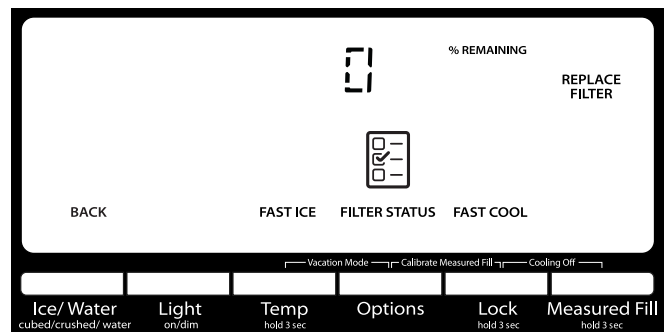 0 % REMAINING
REPLACE
FILTER
BACK FAST ICE FILTER STATUS FAST COOL
Vacation Mode Calibrate Measured Fill Cooling Off
Ice/ Water Light Temp Options Lock Measured Fill
cubed/crushed/ water on/dim hold 3 sec hold 3 sec hold 3 sec